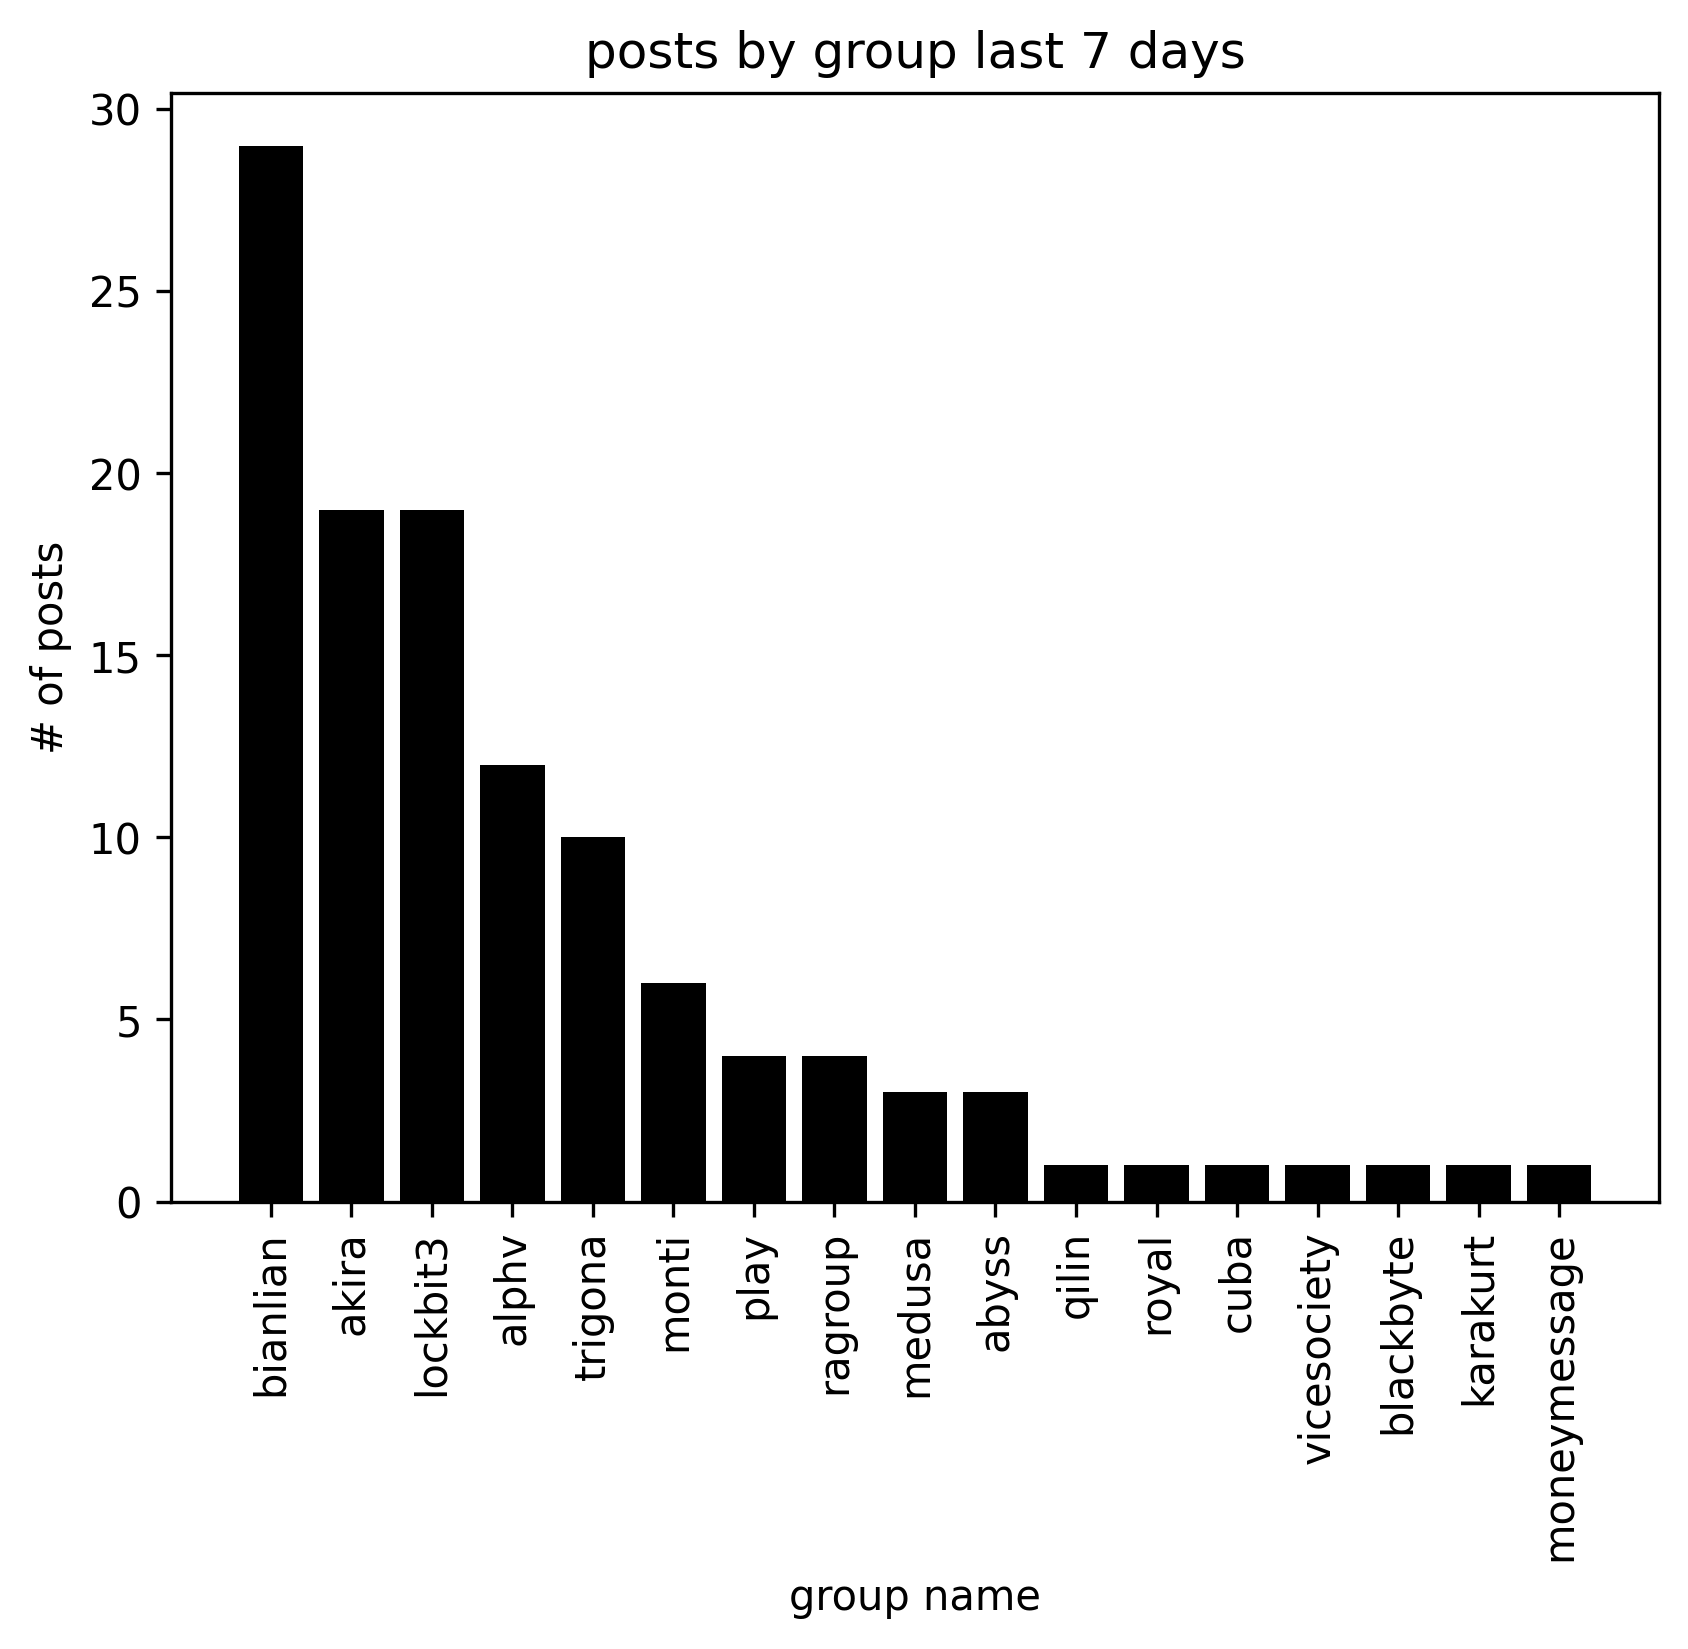 posts by group last 7 days
# of posts
30
25
20
15
10
5
0
bianlian
akira
lockbit3
alphv
trigona
monti
play
ragroup
medusa
abyss
qilin
royal
cuba
vicesociety
blackbyte
karakurt
moneymessage
group name